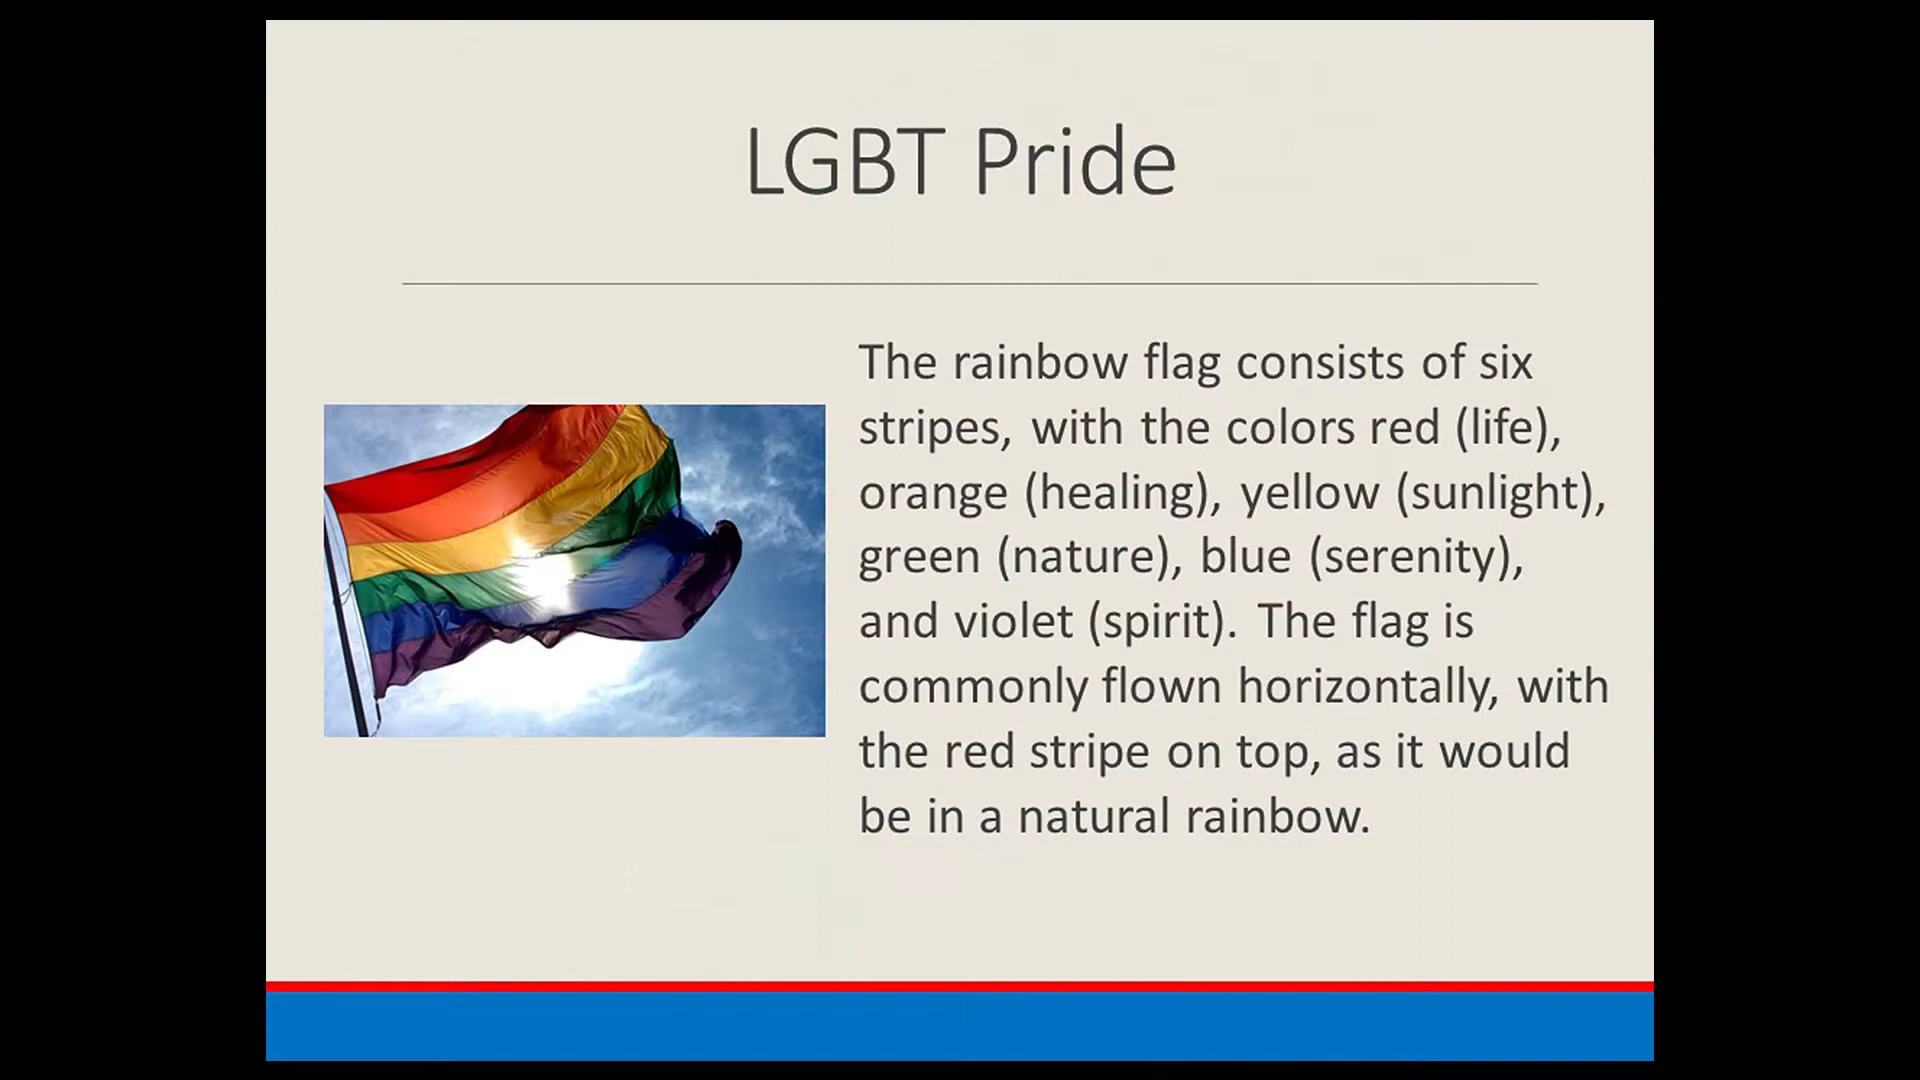 LGBT Pride
The rainbow flag consists of six
stripes, with the colors red (life),
orange (healing), yellow (sunlight),
green (nature), blue (serenity),
and violet (spirit). The flag is
commonly flown horizontally, with
the red stripe on top, as it would
be in a natural rainbow.